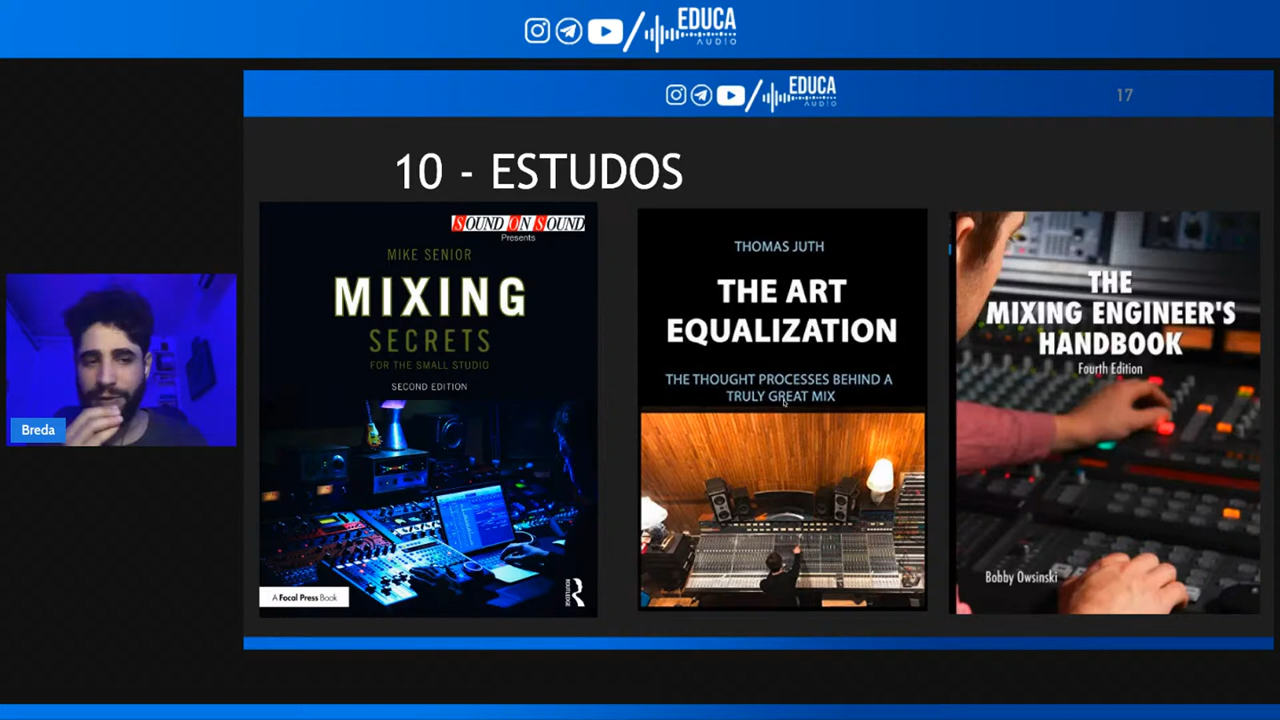 EDUCA
AUDIO
EDUCA
AUDIO
17
10 - ESTUDOS
SOUND ON SOUND
Presents
MIKE SENIOR
MIXING
SECRETS
FOR THE SMALL STUDIO
SECOND EDITION
A Focal Press Book
ROUTLEDGE
THOMAS JUTH
THE ART
EQUALIZATION
THE THOUGHT PROCESSES BEHIND A
TRULY GREAT MIX
THE
MIXING ENGINEER'S
HANDBOOK
Fourth Edition
Bobby Owsinski
Breda